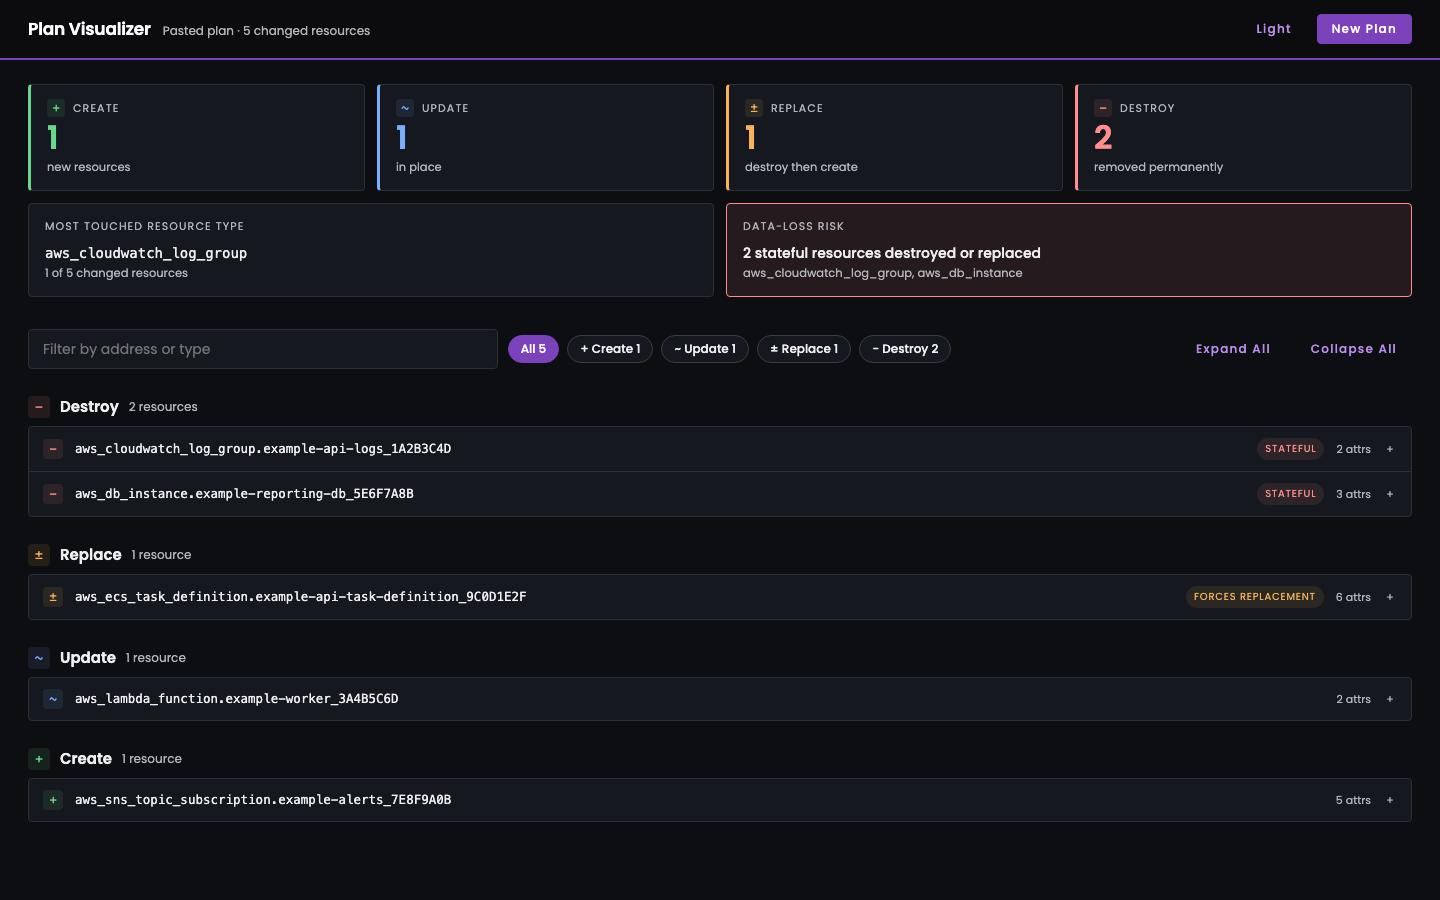 Plan Visualizer Pasted plan · 5 changed resources Light New Plan
+ CREATE
1
new resources
~ UPDATE
1
in place
± REPLACE
1
destroy then create
− DESTROY
2
removed permanently
MOST TOUCHED RESOURCE TYPE
aws_cloudwatch_log_group
1 of 5 changed resources
DATA-LOSS RISK
2 stateful resources destroyed or replaced
aws_cloudwatch_log_group, aws_db_instance
Filter by address or type All 5 + Create 1 ~ Update 1 ± Replace 1 − Destroy 2 Expand All Collapse All
− Destroy 2 resources
− aws_cloudwatch_log_group.example-api-logs_1A2B3C4D STATEFUL 2 attrs +
− aws_db_instance.example-reporting-db_5E6F7A8B STATEFUL 3 attrs +
± Replace 1 resource
± aws_ecs_task_definition.example-api-task-definition_9C0D1E2F FORCES REPLACEMENT 6 attrs +
~ Update 1 resource
~ aws_lambda_function.example-worker_3A4B5C6D 2 attrs +
+ Create 1 resource
+ aws_sns_topic_subscription.example-alerts_7E8F9A0B 5 attrs +